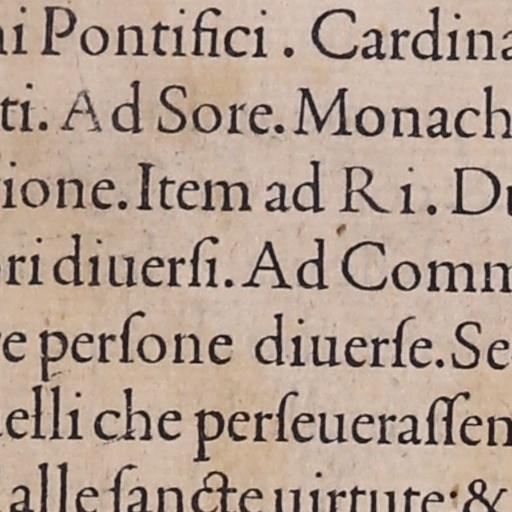 ni Pontifici . Cardina
ti. Ad Sore. Monach
ione. Item ad R i . Du
ri diuerſi. Ad Comm
e perſone diuerſe. Se
elli che perſeueraſſen
alle ſancte uirtute: &